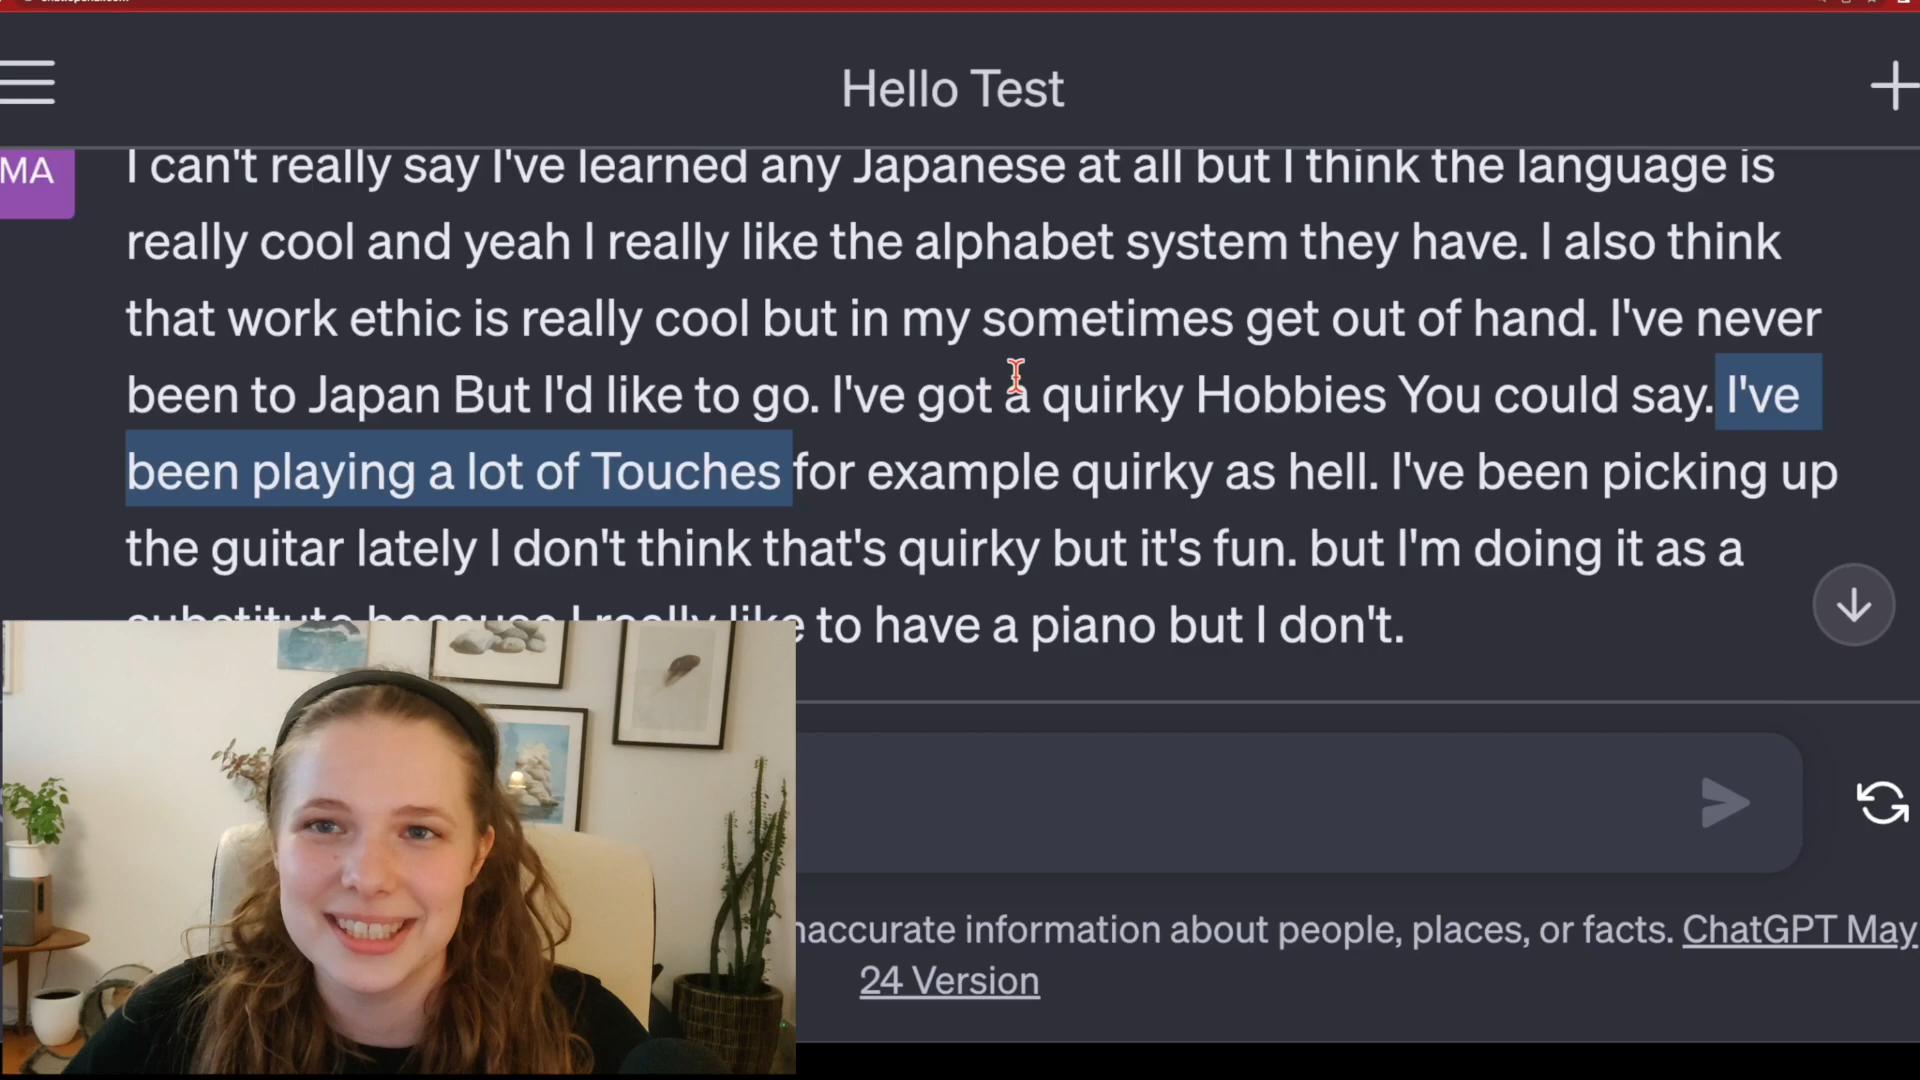 Hello Test
MA
I can't really say I've learned any Japanese at all but I think the language is
really cool and yeah I really like the alphabet system they have. I also think
that work ethic is really cool but in my sometimes get out of hand. I've never
been to Japan But I'd like to go. I've got a quirky Hobbies You could say. I've
been playing a lot of Touches for example quirky as hell. I've been picking up
the guitar lately I don't think that's quirky but it's fun. but I'm doing it as a
substitute because I really like to have a piano but I don't.
naccurate information about people, places, or facts. ChatGPT May
24 Version